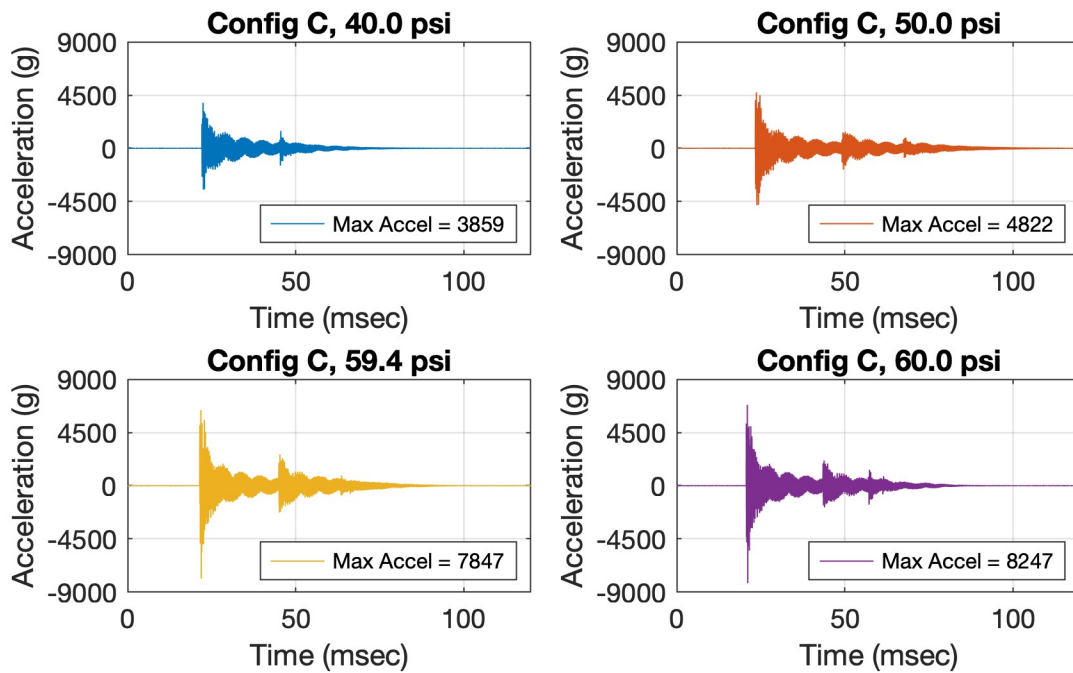 Config C, 40.0 psi
9000
4500
0
-4500
-9000
Acceleration (g)
Max Accel = 3859
0
50
100
Time (msec)
Config C, 50.0 psi
9000
4500
0
-4500
-9000
Acceleration (g)
Max Accel = 4822
0
50
100
Time (msec)
Config C, 59.4 psi
9000
4500
0
-4500
-9000
Acceleration (g)
Max Accel = 7847
0
50
100
Time (msec)
Config C, 60.0 psi
9000
4500
0
-4500
-9000
Acceleration (g)
Max Accel = 8247
0
50
100
Time (msec)